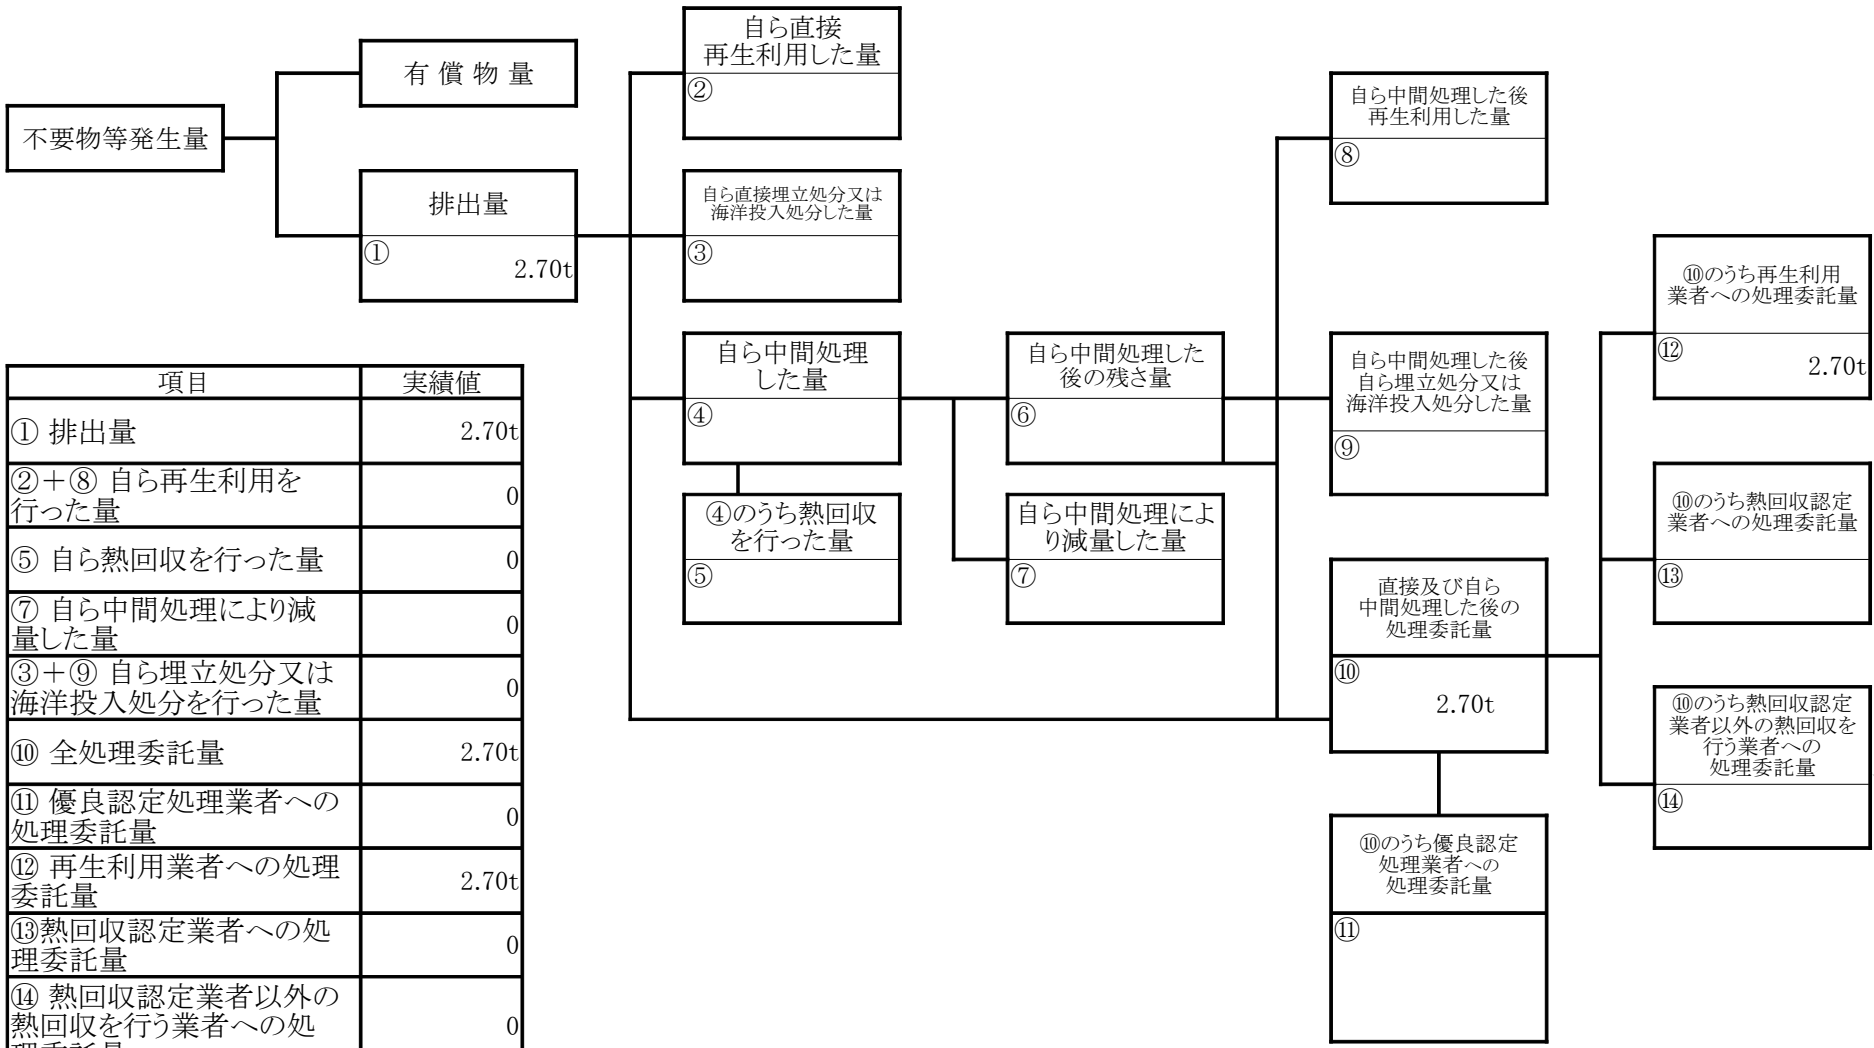 不要物等発生量
有 償 物 量
排出量
①
2.70t
自ら直接
再生利用した量
②
自ら直接埋立処分又は
海洋投入処分した量
③
自ら中間処理
した量
④
④のうち熱回収
を行った量
⑤
自ら中間処理した
後の残さ量
⑥
自ら中間処理によ
り減量した量
⑦
自ら中間処理した後
再生利用した量
⑧
自ら中間処理した後
自ら埋立処分又は
海洋投入処分した量
⑨
直接及び自ら
中間処理した後の
処理委託量
⑩
2.70t
⑩のうち優良認定
処理業者への
処理委託量
⑪
⑩のうち再生利用
業者への処理委託量
⑫
2.70t
⑩のうち熱回収認定
業者への処理委託量
⑬
⑩のうち熱回収認定
業者以外の熱回収を
行う業者への
処理委託量
⑭
項目 実績値
① 排出量 2.70t
②＋⑧ 自ら再生利用を
行った量 0
⑤ 自ら熱回収を行った量 0
⑦ 自ら中間処理により減
量した量 0
③＋⑨ 自ら埋立処分又は
海洋投入処分を行った量 0
⑩ 全処理委託量 2.70t
⑪ 優良認定処理業者への
処理委託量 0
⑫ 再生利用業者への処理
委託量 2.70t
⑬熱回収認定業者への処
理委託量 0
⑭ 熱回収認定業者以外の
熱回収を行う業者への処 0